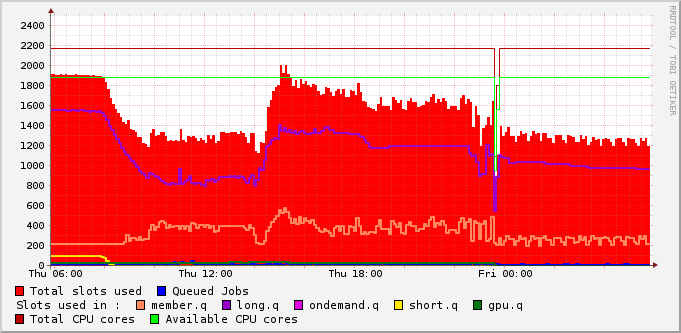 RRDTOOL / TOBI OETIKER
2400
2200
2000
1800
1600
1400
1200
1000
800
600
400
200
0
Thu 06:00 Thu 12:00 Thu 18:00 Fri 00:00
Total slots used Queued Jobs
Slots used in : member.q long.q ondemand.q short.q gpu.q
Total CPU cores Available CPU cores